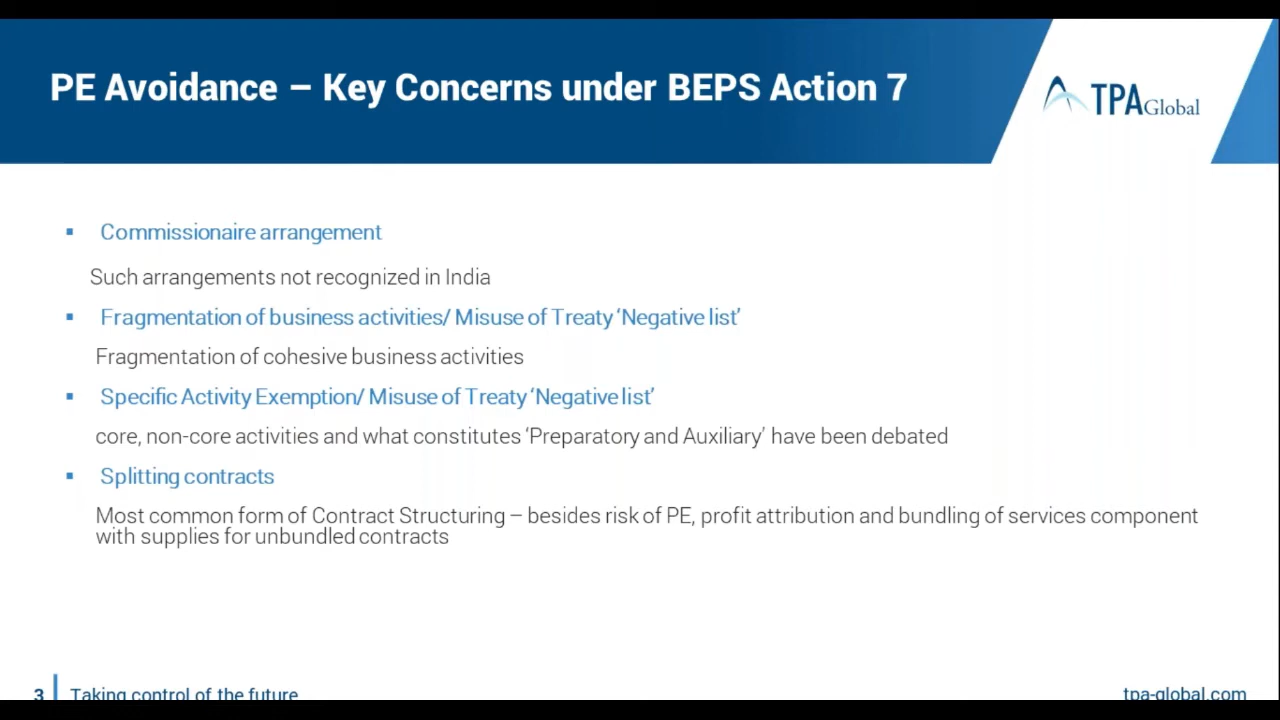 PE Avoidance – Key Concerns under BEPS Action 7
TPA Global
▪ Commissionaire arrangement
Such arrangements not recognized in India
▪ Fragmentation of business activities/ Misuse of Treaty ‘Negative list’
Fragmentation of cohesive business activities
▪ Specific Activity Exemption/ Misuse of Treaty ‘Negative list’
core, non-core activities and what constitutes ‘Preparatory and Auxiliary’ have been debated
▪ Splitting contracts
Most common form of Contract Structuring – besides risk of PE, profit attribution and bundling of services component
with supplies for unbundled contracts
3 Taking control of the future
tpa-global.com